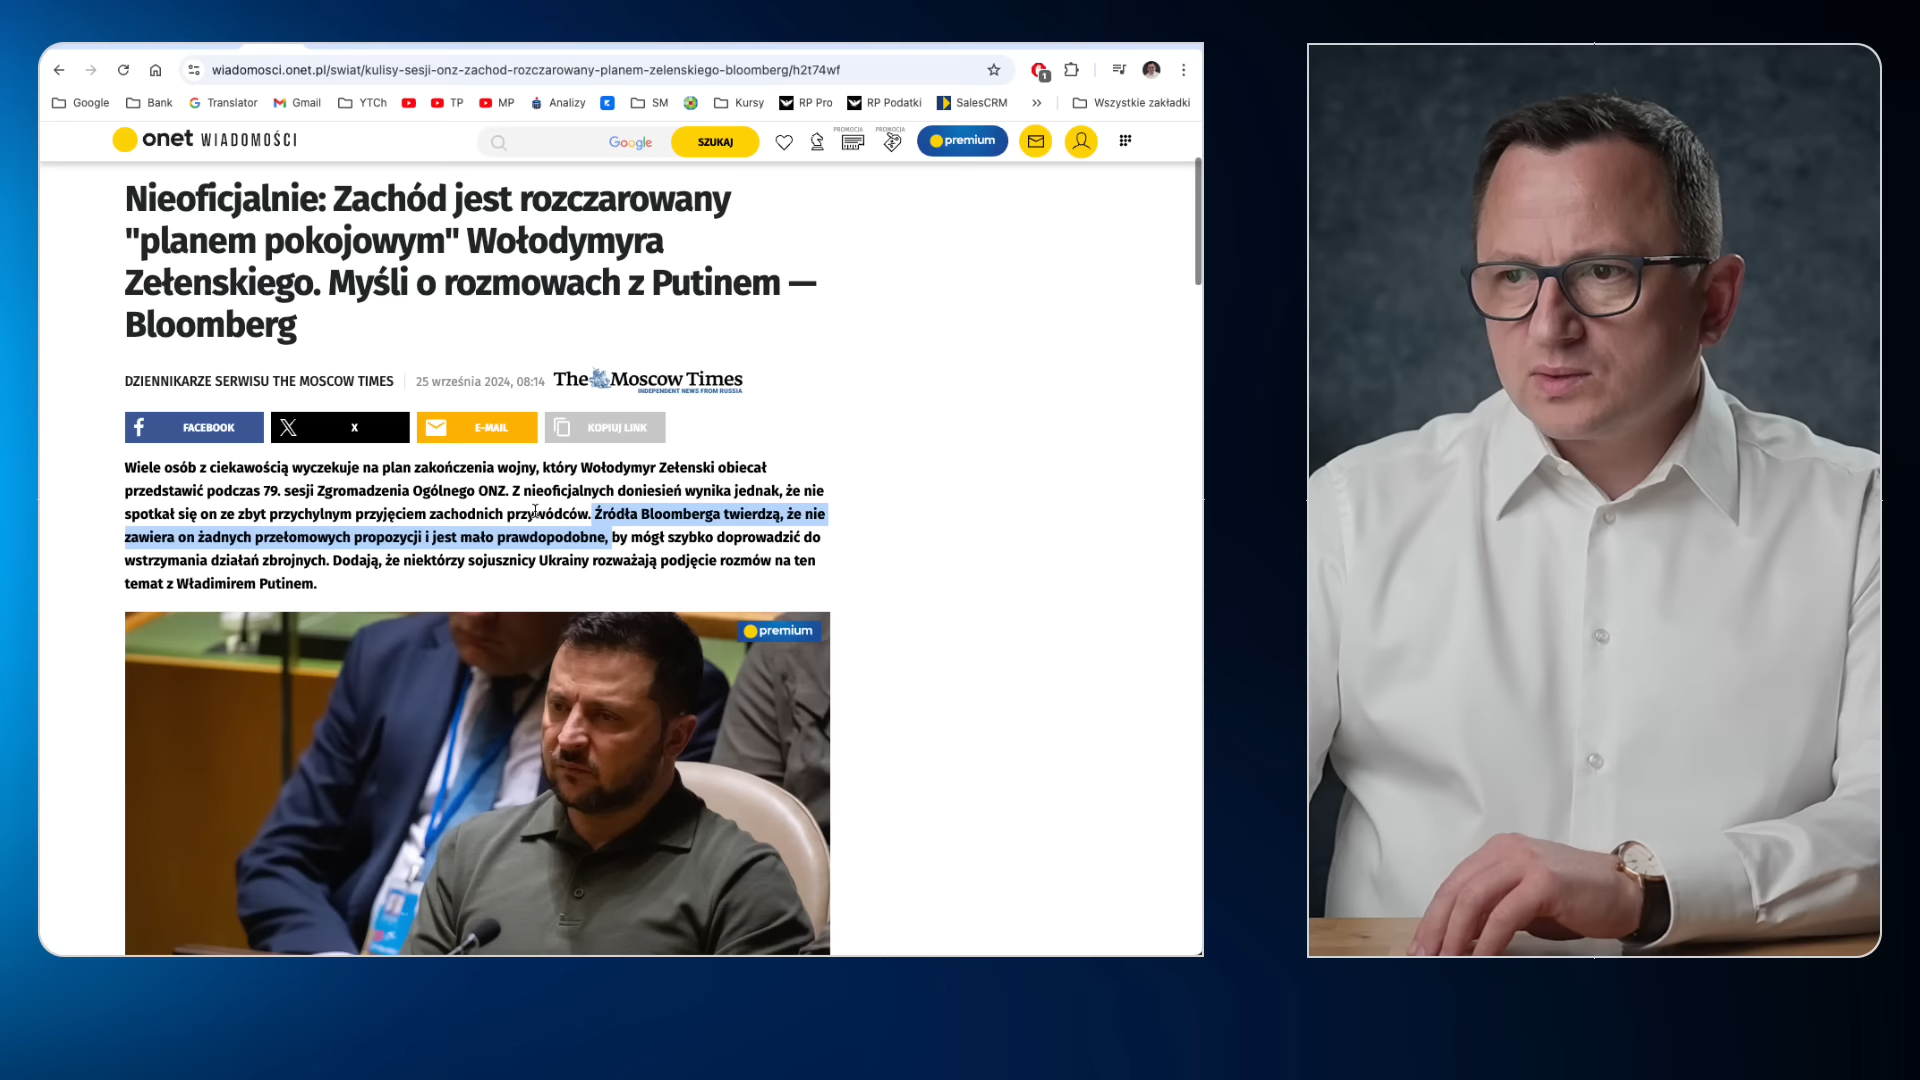 wiadomosci.onet.pl/swiat/kulisy-sesji-onz-zachod-rozczarowany-planem-zelenskiego-bloomberg/h2t74wf
1
Google Bank Translator Gmail YTCh TP MP Analizy SM Kursy RP Pro RP Podatki SalesCRM » Wszystkie zakładki
onet WIADOMOŚCI
Google
SZUKAJ
PROMOCJA
PROMOCJA
premium
Nieoficjalnie: Zachód jest rozczarowany
"planem pokojowym" Wołodymyra
Zełenskiego. Myśli o rozmowach z Putinem —
Bloomberg
DZIENNIKARZE SERWISU THE MOSCOW TIMES
25 września 2024, 08:14
The Moscow Times
INDEPENDENT NEWS FROM RUSSIA
FACEBOOK
X
E-MAIL
KOPIUJ LINK
Wiele osób z ciekawością wyczekuje na plan zakończenia wojny, który Wołodymyr Zełenski obiecał
przedstawić podczas 79. sesji Zgromadzenia Ogólnego ONZ. Z nieoficjalnych doniesień wynika jednak, że nie
spotkał się on ze zbyt przychylnym przyjęciem zachodnich przywódców. Źródła Bloomberga twierdzą, że nie
zawiera on żadnych przełomowych propozycji i jest mało prawdopodobne, by mógł szybko doprowadzić do
wstrzymania działań zbrojnych. Dodają, że niektórzy sojusznicy Ukrainy rozważają podjęcie rozmów na ten
temat z Władimirem Putinem.
premium